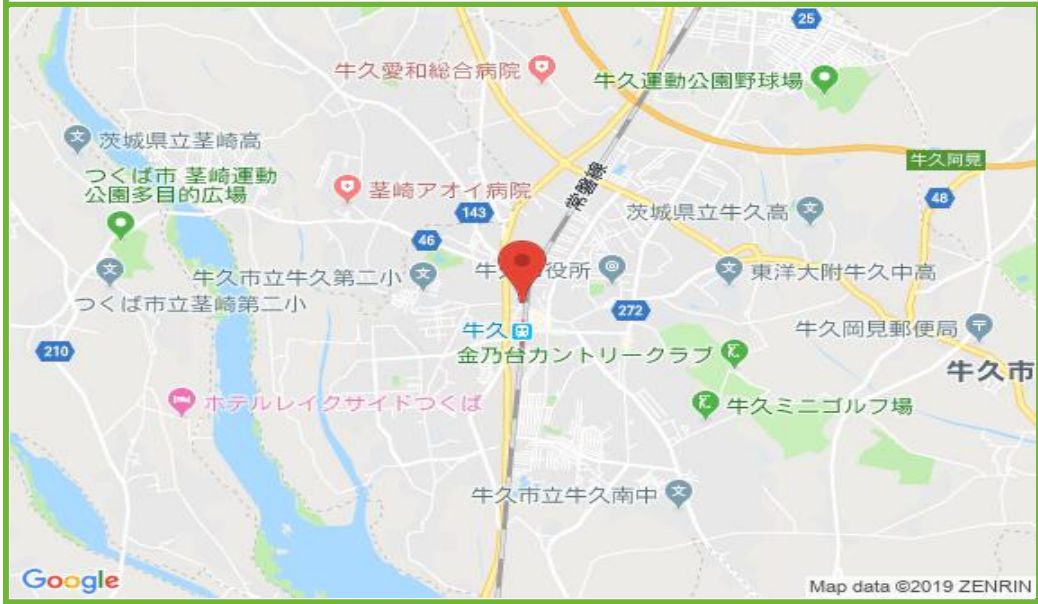 25
牛久愛和総合病院
牛久運動公園野球場
茨城県立茎崎高
牛久阿見
つくば市 茎崎運動
公園多目的広場
茎崎アオイ病院
常磐線
48
143
茨城県立牛久高
46
牛久市立牛久第二小
牛久
役所
東洋大附牛久中高
つくば市立茎崎第二小
272
牛久
牛久岡見郵便局
210
金乃台カントリークラブ
牛久市
ホテルレイクサイドつくば
牛久ミニゴルフ場
牛久市立牛久南中
Google
Map data ©2019 ZENRIN